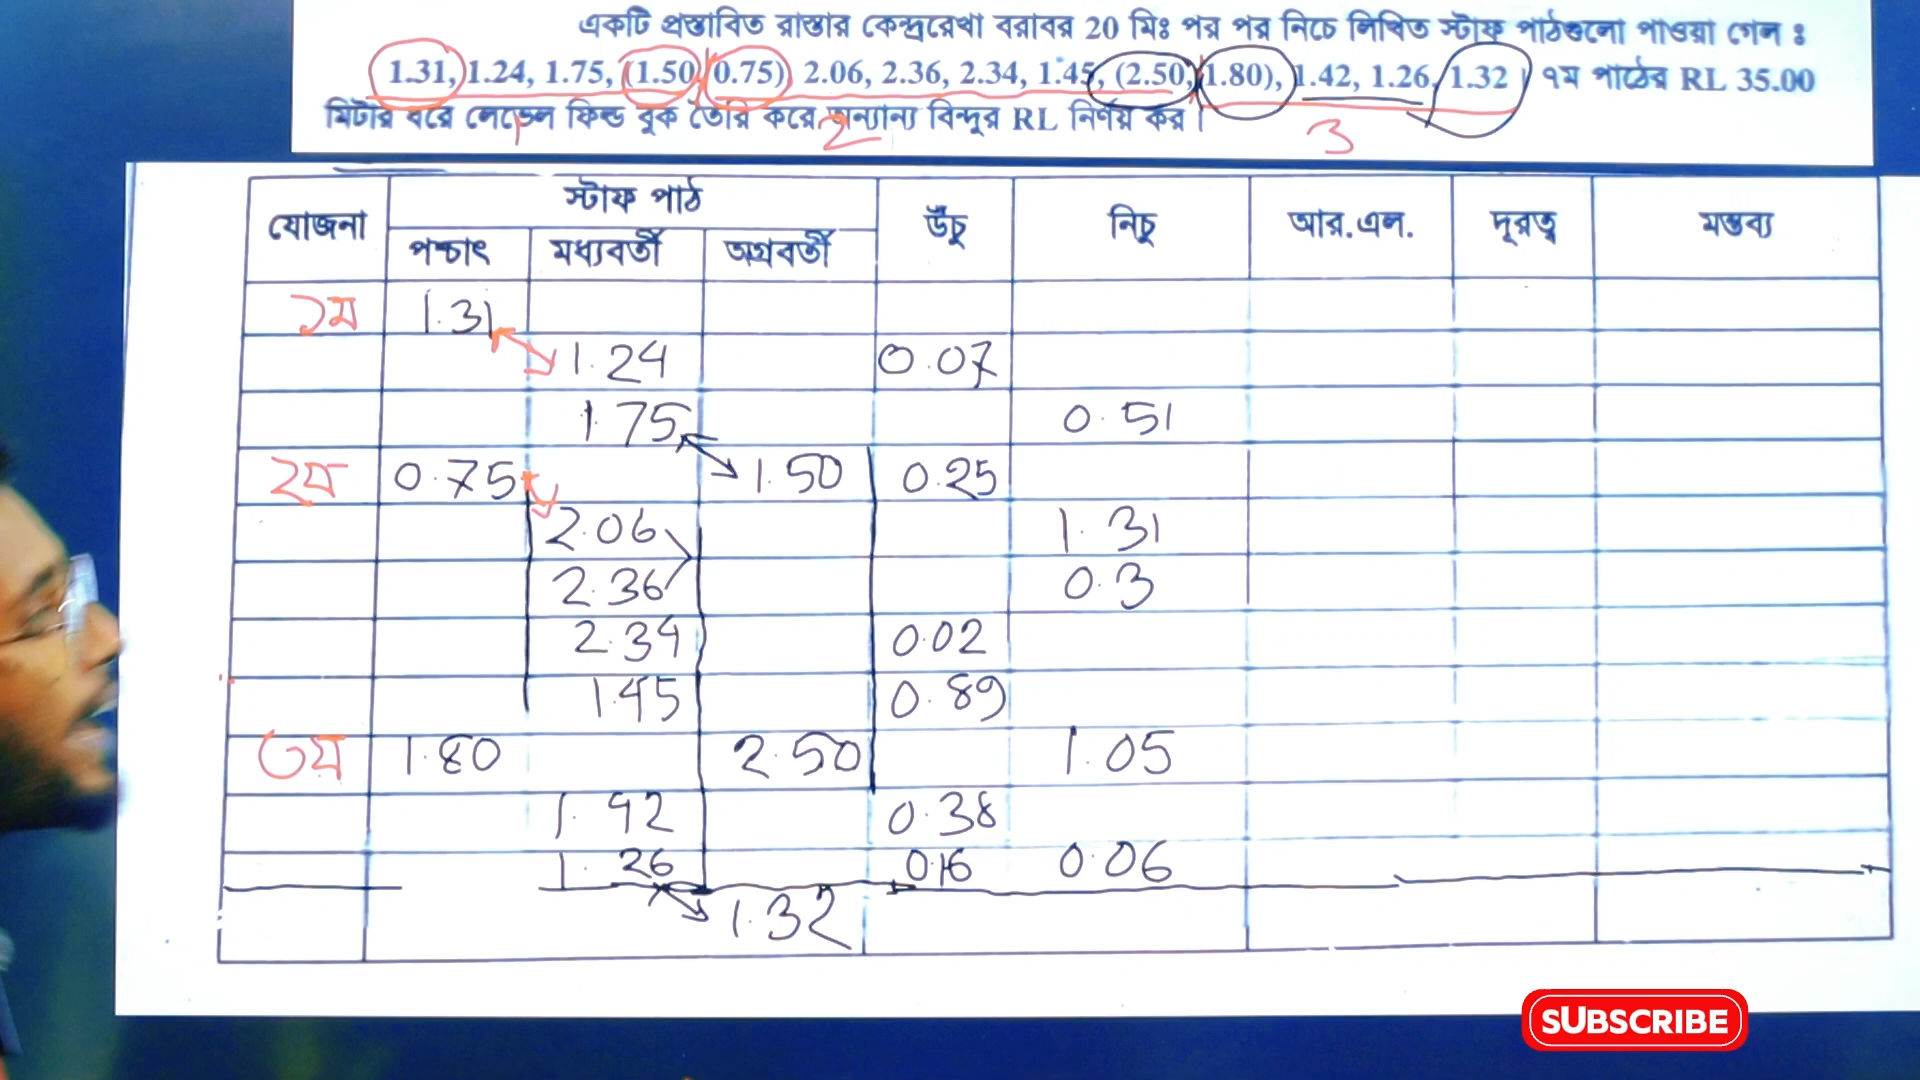 একটি প্রস্তাবিত রাস্তার কেন্দ্ররেখা বরাবর 20 মিঃ পর পর নিচে লিখিত স্টাফ পাঠগুলো পাওয়া গেল ঃ
1.31, 1.24, 1.75, (1.50, 0.75), 2.06, 2.36, 2.34, 1.45, (2.50, 1.80), 1.42, 1.26, 1.32 । ৭ম পাঠের RL 35.00
মিটার ধরে লেভেল ফিল্ড বুক তৈরি করে অন্যান্য বিন্দুর RL নির্ণয় কর।
1 2 3
যোজনা স্টাফ পাঠ উঁচু নিচু আর.এল. দূরত্ব মন্তব্য
পশ্চাৎ মধ্যবর্তী অগ্রবর্তী
১ম 1.31
1.24 0.07
1.75 0.51
২য় 0.75 1.50 0.25
2.06 1.31
2.36 0.3
2.34 0.02
1.45 0.89
৩য় 1.80 2.50 1.05
1.42 0.38
1.26 0.16 0.06
1.32
SUBSCRIBE